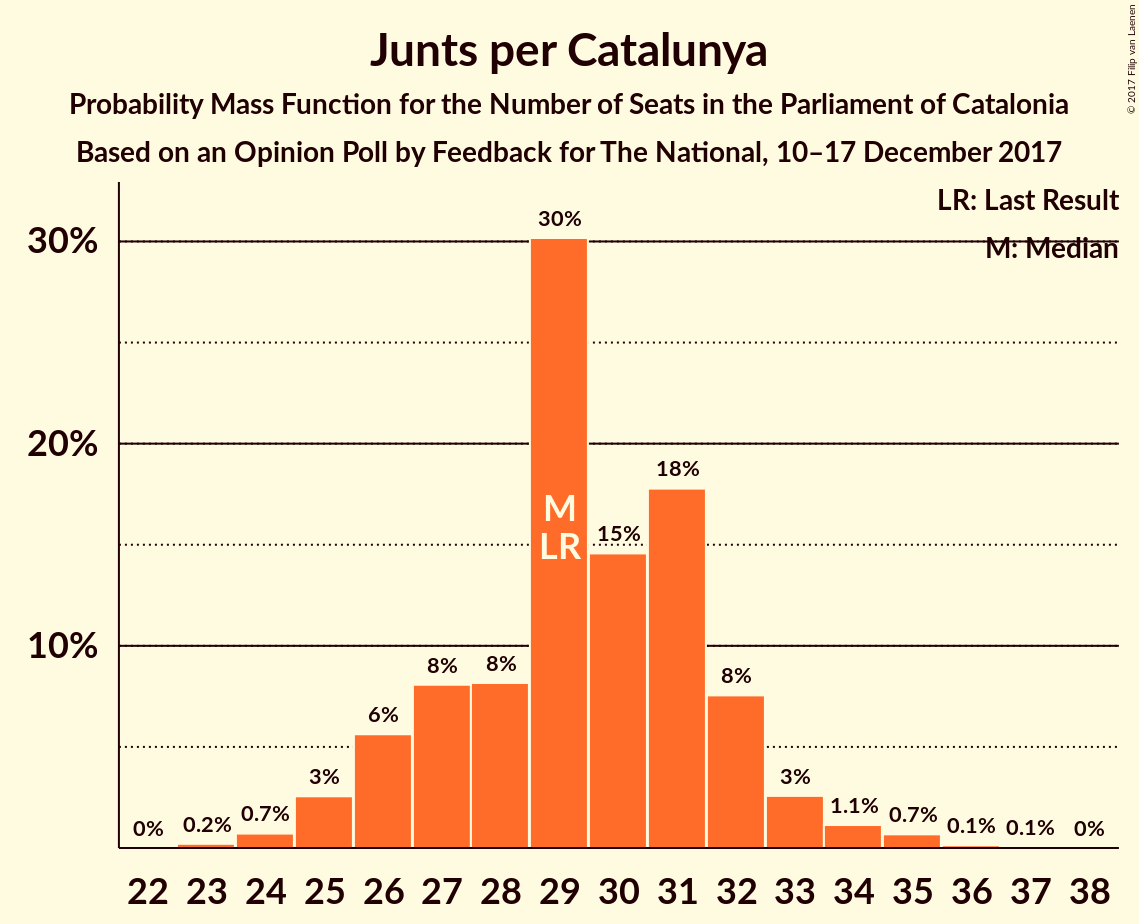 Junts per Catalunya
Probability Mass Function for the Number of Seats in the Parliament of Catalonia
Based on an Opinion Poll by Feedback for The National, 10–17 December 2017
© 2017 Filip van Laenen
LR: Last Result
M: Median
30%
20%
10%
0%
0.2%
0.7%
3%
6%
8%
8%
30%
15%
18%
8%
3%
1.1%
0.7%
0.1%
0.1%
0%
M
LR
22 23 24 25 26 27 28 29 30 31 32 33 34 35 36 37 38